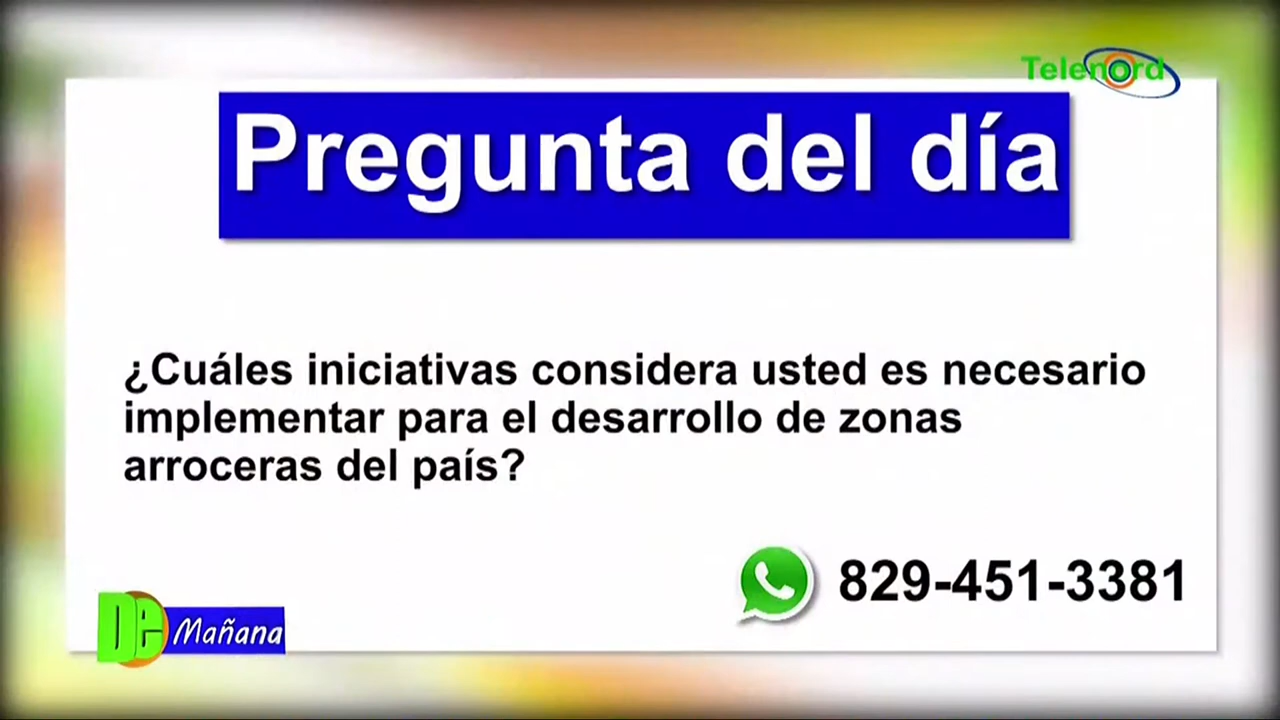 Telenord
Pregunta del día
¿Cuáles iniciativas considera usted es necesario
implementar para el desarrollo de zonas
arroceras del país?
829-451-3381
De Mañana